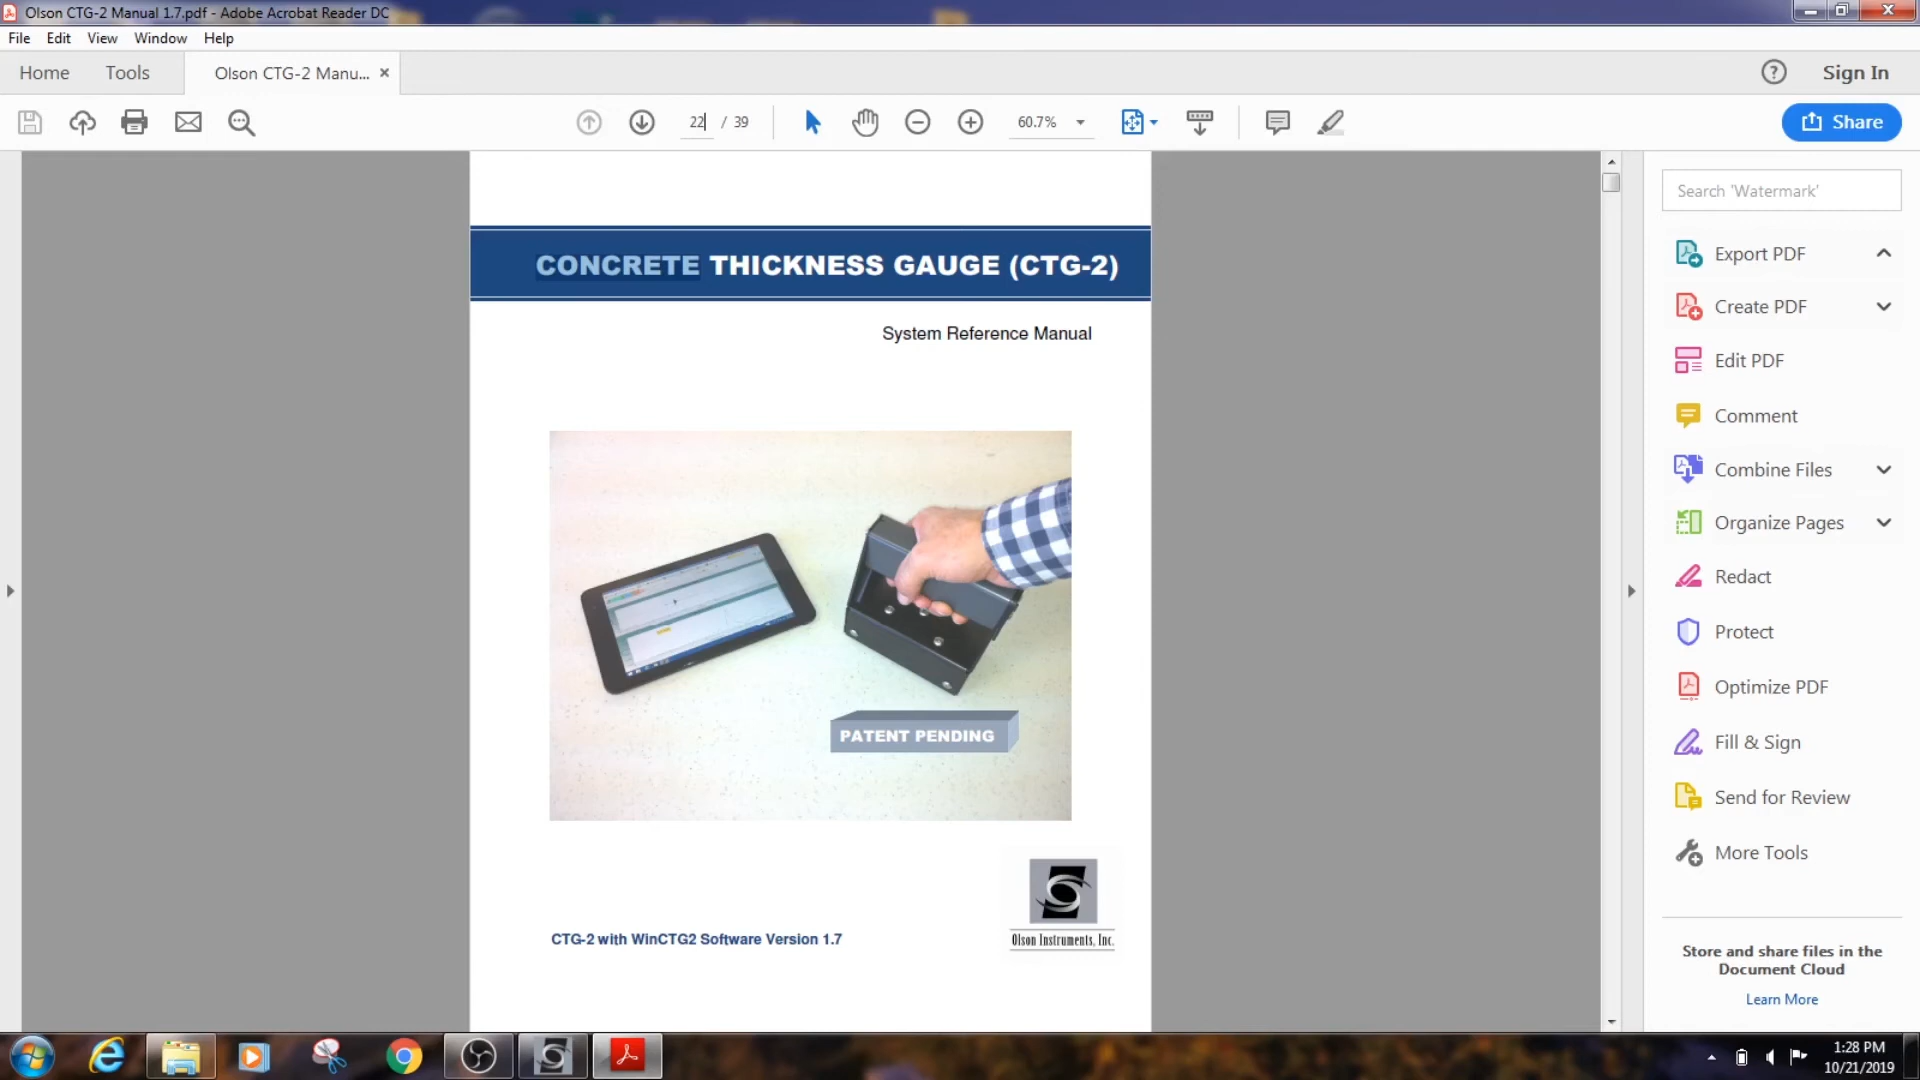 Olson CTG-2 Manual 1.7.pdf - Adobe Acrobat Reader DC
File Edit View Window Help
Home Tools Olson CTG-2 Manu... Sign In
22 / 39 60.7% Share
Search 'Watermark'
CONCRETE THICKNESS GAUGE (CTG-2)
System Reference Manual
PATENT PENDING
CTG-2 with WinCTG2 Software Version 1.7
Olson Instruments, Inc.
Export PDF
Create PDF
Edit PDF
Comment
Combine Files
Organize Pages
Redact
Protect
Optimize PDF
Fill & Sign
Send for Review
More Tools
Store and share files in the
Document Cloud
Learn More
1:28 PM
10/21/2019